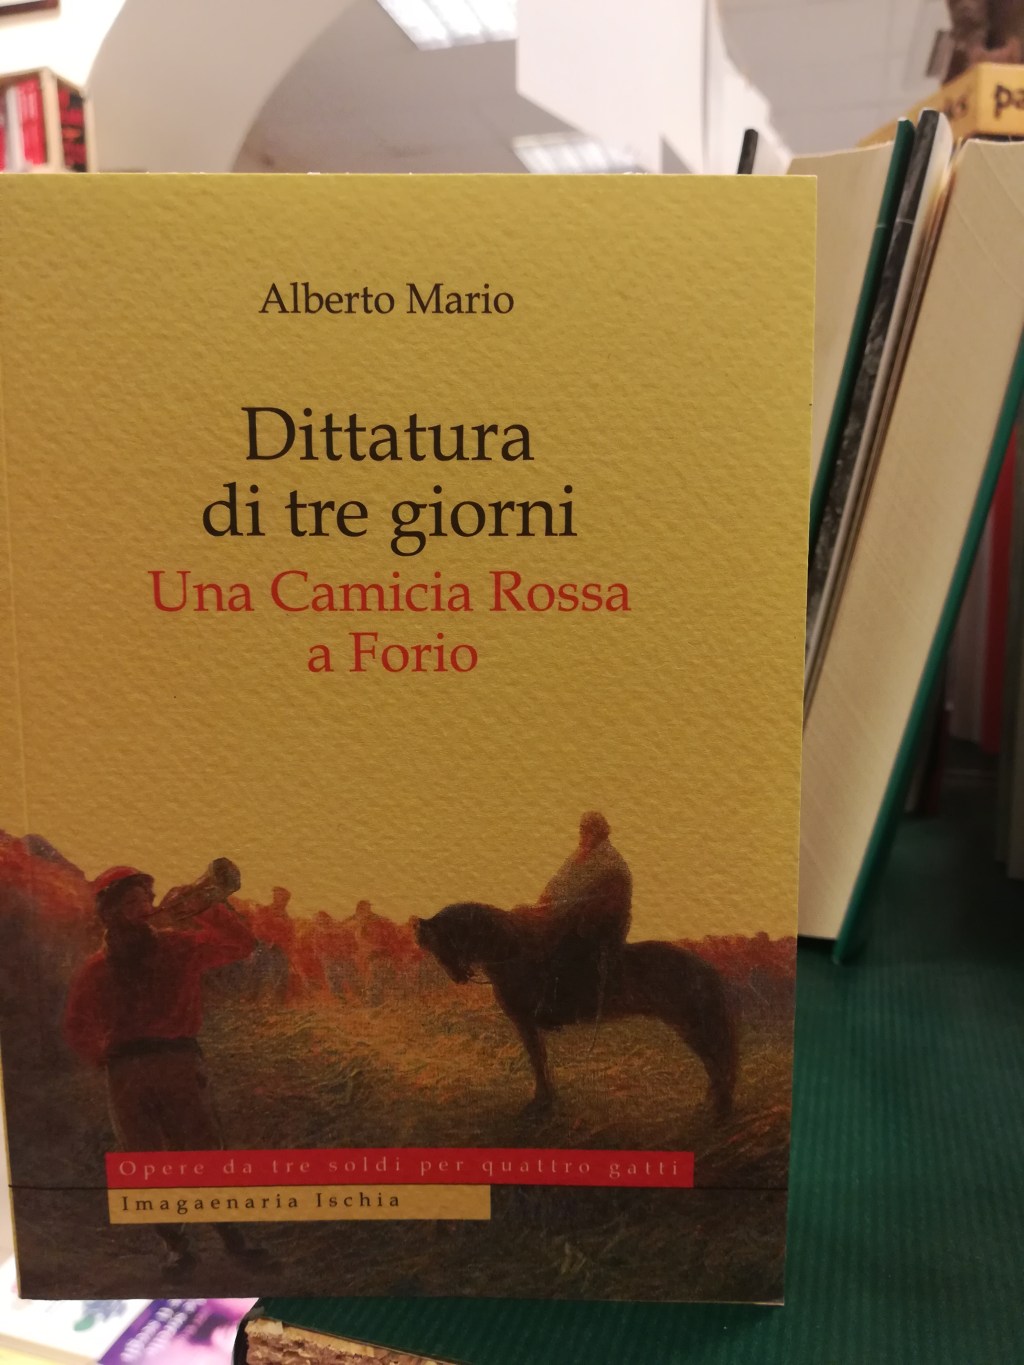 Alberto Mario
Dittatura
di tre giorni
Una Camicia Rossa
a Forio
Opere da tre soldi per quattro gatti
Imagaenaria Ischia